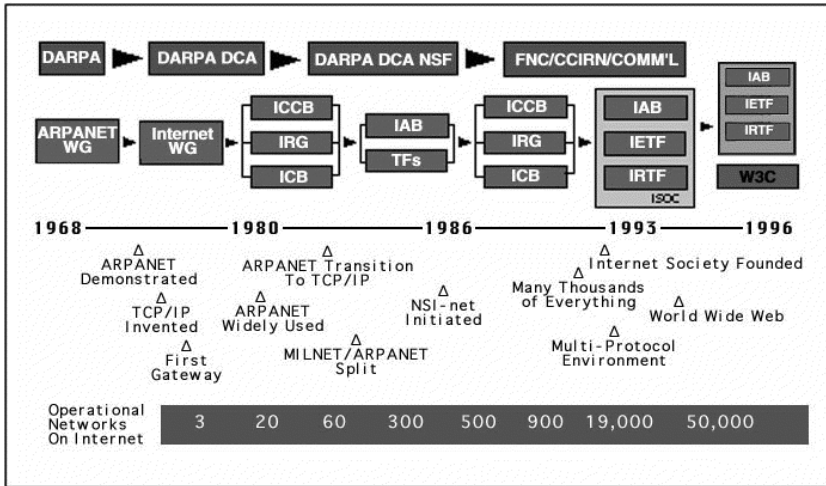 DARPA
DARPA DCA
DARPA DCA NSF
FNC/CCIRN/COMM'L
ARPANET
WG
Internet
WG
ICCB
IRG
ICB
IAB
TFs
ICCB
IRG
ICB
IAB
IETF
IRTF
ISOC
IAB
IETF
IRTF
W3C
1968
1980
1986
1993
1996
ARPANET
Demonstrated
TCP/IP
Invented
First
Gateway
ARPANET Transition
To TCP/IP
ARPANET
Widely Used
MILNET/ARPANET
Split
NSI-net
Initiated
Internet Society Founded
Many Thousands
of Everything
World Wide Web
Multi-Protocol
Environment
Operational
Networks
On Internet
3 20 60 300 500 900 19,000 50,000